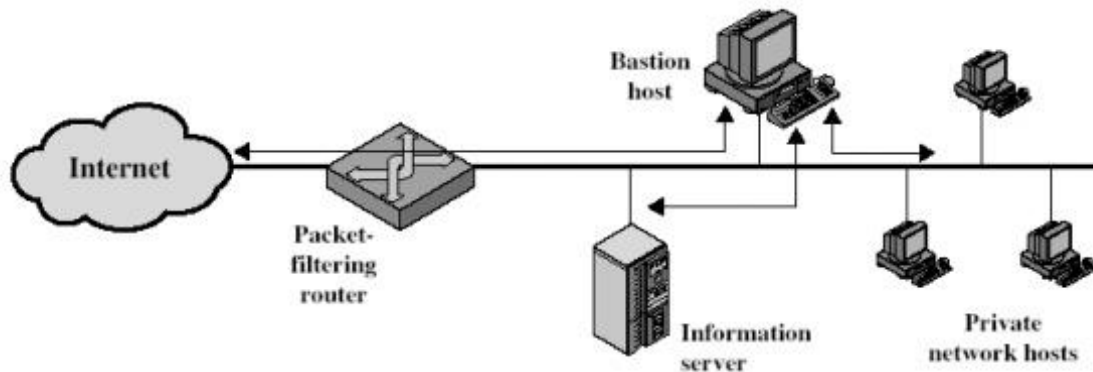 Bastion
host
Internet
Packet-
filtering
router
Information
server
Private
network hosts